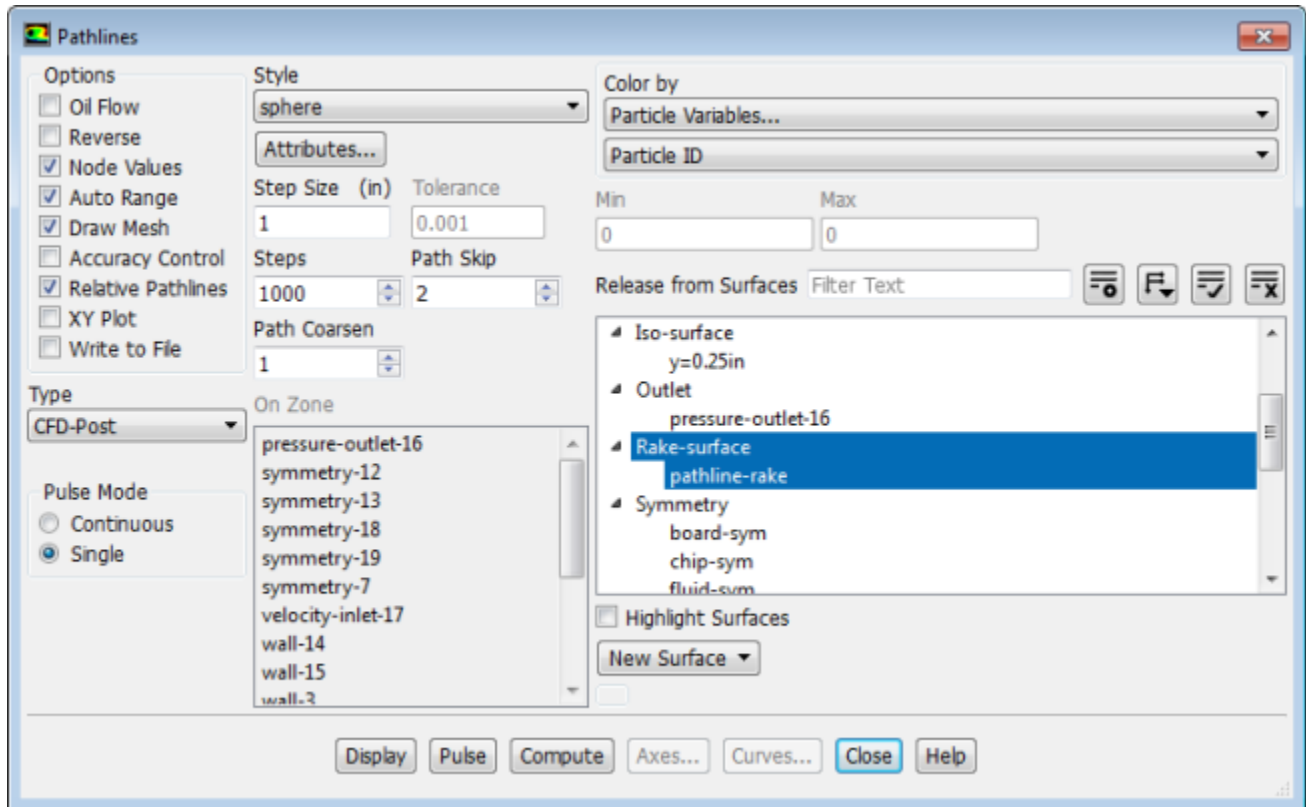 Pathlines
Options
Oil Flow
Reverse
Node Values
Auto Range
Draw Mesh
Accuracy Control
Relative Pathlines
XY Plot
Write to File
Type
CFD-Post
Pulse Mode
Continuous
Single
Style
sphere
Attributes...
Step Size (in) Tolerance
1 0.001
Steps Path Skip
1000 2
Path Coarsen
1
On Zone
pressure-outlet-16
symmetry-12
symmetry-13
symmetry-18
symmetry-19
symmetry-7
velocity-inlet-17
wall-14
wall-15
wall-3
Color by
Particle Variables...
Particle ID
Min Max
0 0
Release from Surfaces Filter Text
Iso-surface
y=0.25in
Outlet
pressure-outlet-16
Rake-surface
pathline-rake
Symmetry
board-sym
chip-sym
fluid-sym
Highlight Surfaces
New Surface
Display Pulse Compute Axes... Curves... Close Help